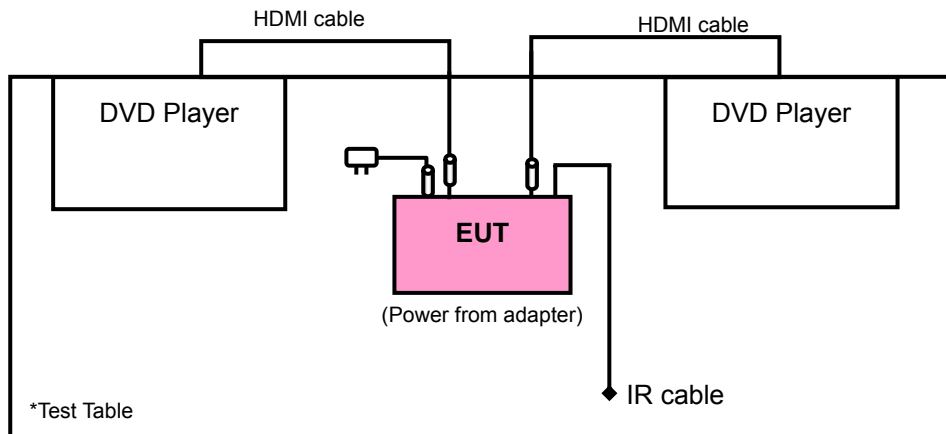 HDMI cable
HDMI cable
DVD Player
DVD Player
EUT
(Power from adapter)
IR cable
*Test Table